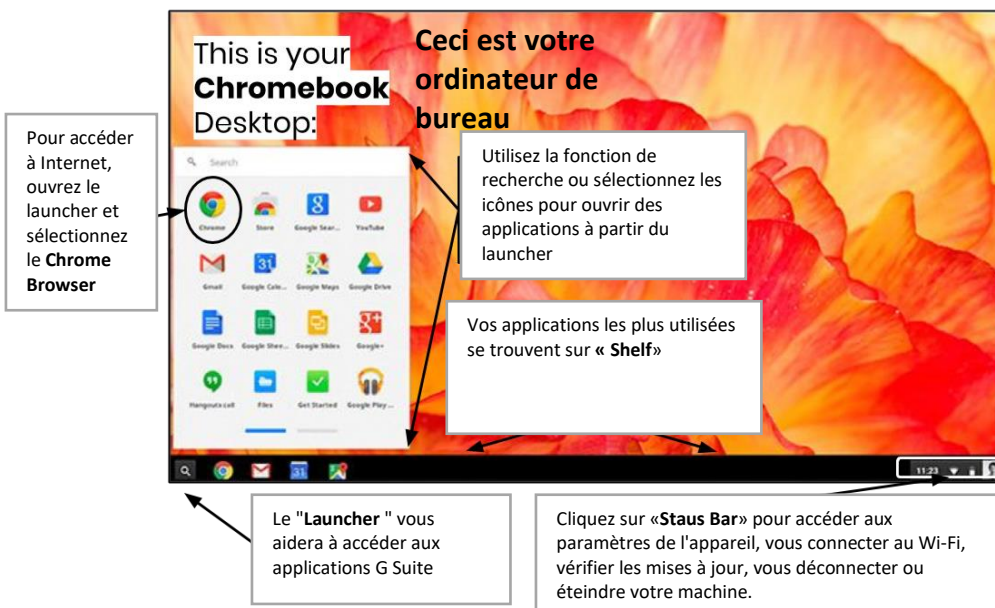 This is your
Chromebook
Desktop:
Ceci est votre
ordinateur de
bureau
Pour accéder
à Internet,
ouvrez le
launcher et
sélectionnez
le Chrome
Browser
Search
Chrome
Store
Google Sear...
YouTube
Gmail
Google Cale...
Google Maps
Google Drive
Google Docs
Google Shee...
Google Slides
Google+
Hangouts call
Files
Get Started
Google Play ...
Utilisez la fonction de
recherche ou sélectionnez les
icônes pour ouvrir des
applications à partir du
launcher
Vos applications les plus utilisées
se trouvent sur « Shelf»
31
11:23
Le "Launcher " vous
aidera à accéder aux
applications G Suite
Cliquez sur «Staus Bar» pour accéder aux
paramètres de l'appareil, vous connecter au Wi-Fi,
vérifier les mises à jour, vous déconnecter ou
éteindre votre machine.